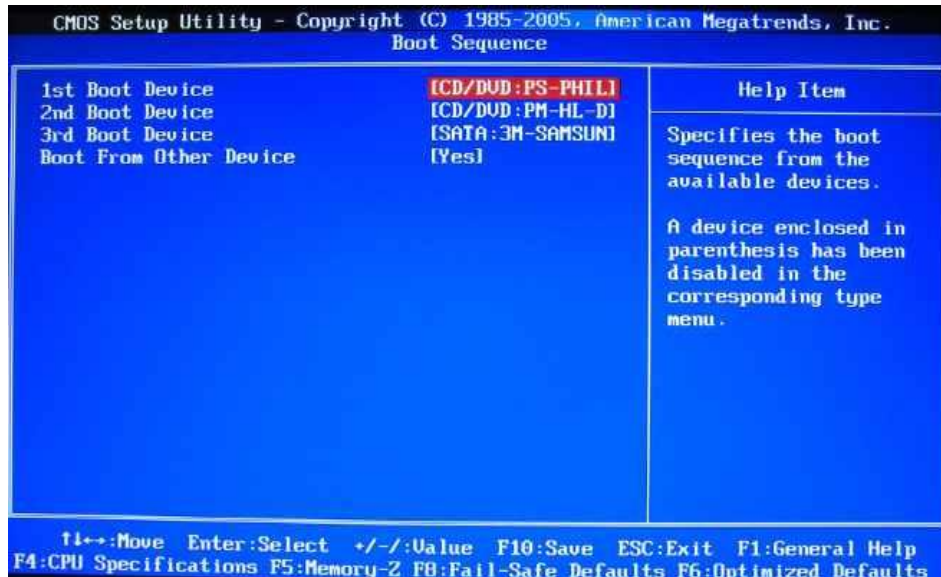 CMOS Setup Utility - Copyright (C) 1985-2005, American Megatrends, Inc.
Boot Sequence
1st Boot Device [CD/DVD:PS-PHIL]
2nd Boot Device [CD/DVD:PM-HL-D]
3rd Boot Device [SATA:3M-SAMSUN]
Boot From Other Device [Yes]
Help Item
Specifies the boot
sequence from the
available devices.
A device enclosed in
parenthesis has been
disabled in the
corresponding type
menu.
↑↓←→:Move Enter:Select +/-/:Value F10:Save ESC:Exit F1:General Help
F4:CPU Specifications F5:Memory-Z F8:Fail-Safe Defaults F6:Optimized Defaults